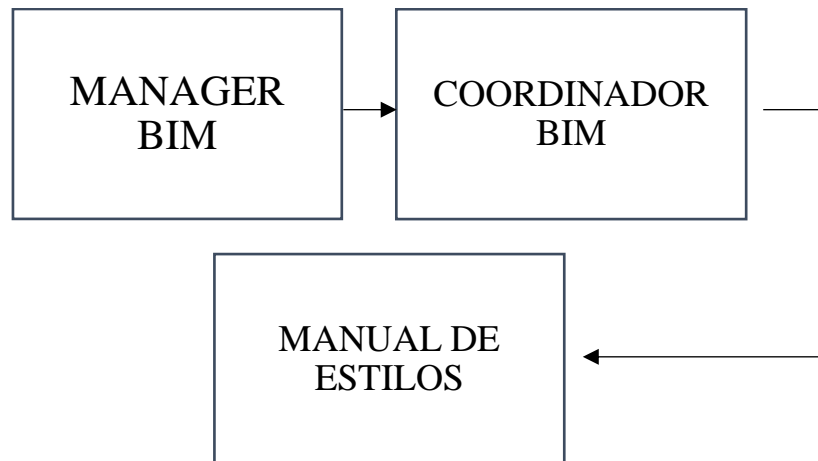 MANAGER
BIM
COORDINADOR
BIM
MANUAL DE
ESTILOS